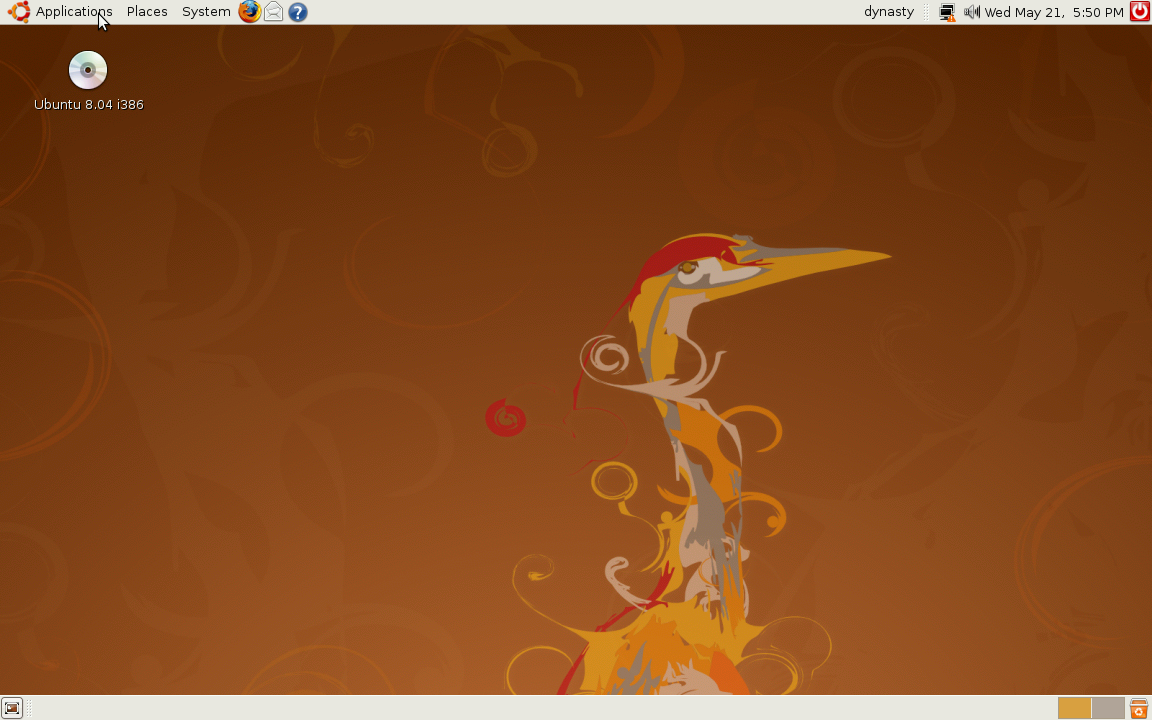 Applications Places System dynasty Wed May 21, 5:50 PM
Ubuntu 8.04 i386